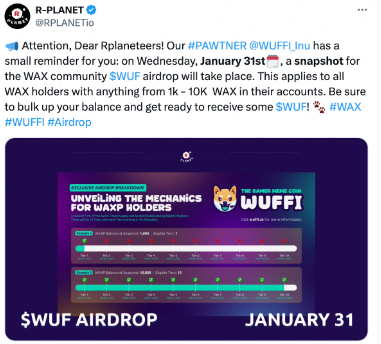 R-PLANET
@RPLANETio
Attention, Dear Rplaneteers! Our #PAWTNER @WUFFI_Inu has a
small reminder for you: on Wednesday, January 31st, a snapshot for
the WAX community $WUF airdrop will take place. This applies to all
WAX holders with anything from 1k - 10K WAX in their accounts. Be sure
to bulk up your balance and get ready to receive some $WUF! #WAX
#WUFFI #Airdrop
EXCLUSIVE AIRDROP BREAKDOWN
UNVEILING THE MECHANICS
FOR WAXP HOLDERS
THE GAMER MEME COIN
WUFFI
$WUF AIRDROP
JANUARY 31